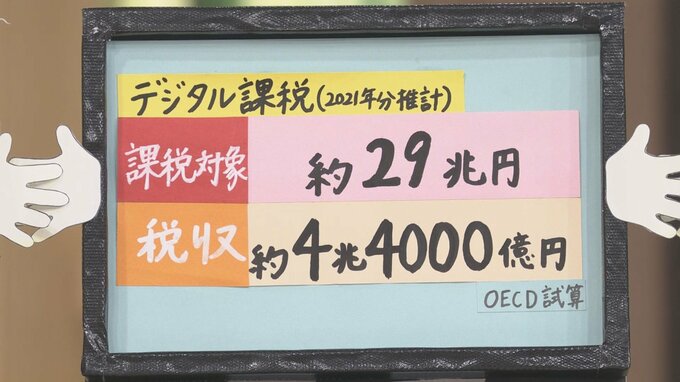 デジタル課税(2021年分推計)
課税対象 約29兆円
税収 約4兆4000億円
OECD試算